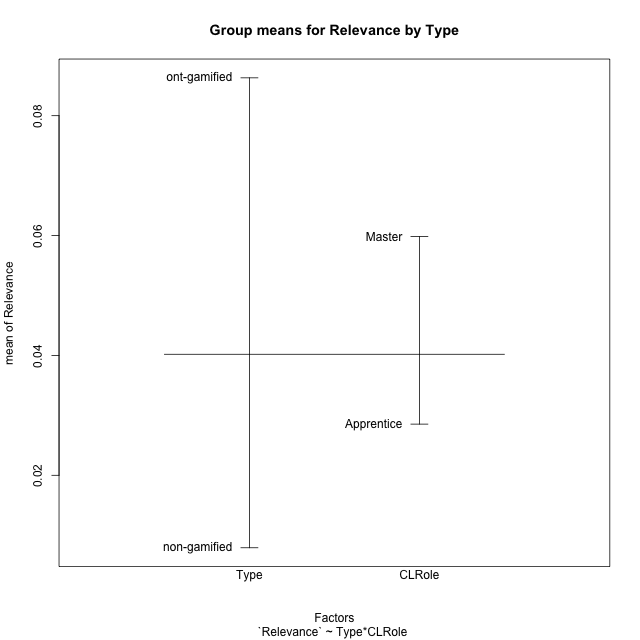 Group means for Relevance by Type
mean of Relevance
0.08
0.06
0.04
0.02
ont-gamified
non-gamified
Master
Apprentice
Type
CLRole
Factors
`Relevance` ~ Type*CLRole